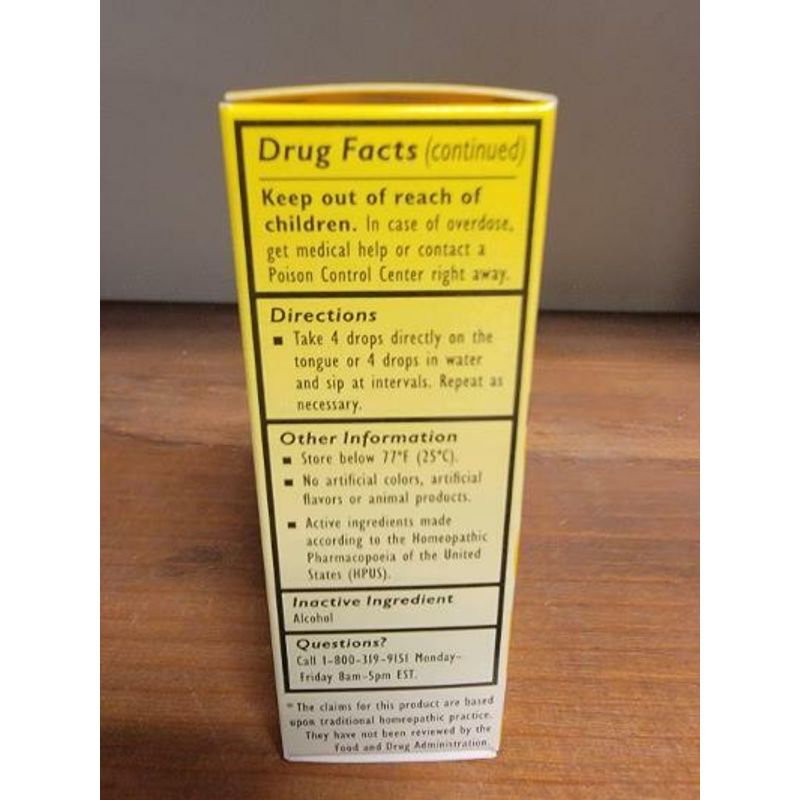 Drug Facts (continued)
Keep out of reach of
children. In case of overdose,
get medical help or contact a
Poison Control Center right away.
Directions
■ Take 4 drops directly on the
tongue or 4 drops in water
and sip at intervals. Repeat as
necessary.
Other Information
■ Store below 77°F (25°C).
■ No artificial colors, artificial
flavors or animal products.
■ Active ingredients made
according to the Homeopathic
Pharmacopoeia of the United
States (HPUS).
Inactive Ingredient
Alcohol
Questions?
Call 1-800-319-9151 Monday-
Friday 8am-5pm EST.
* The claims for this product are based
upon traditional homeopathic practice.
They have not been reviewed by the
Food and Drug Administration.